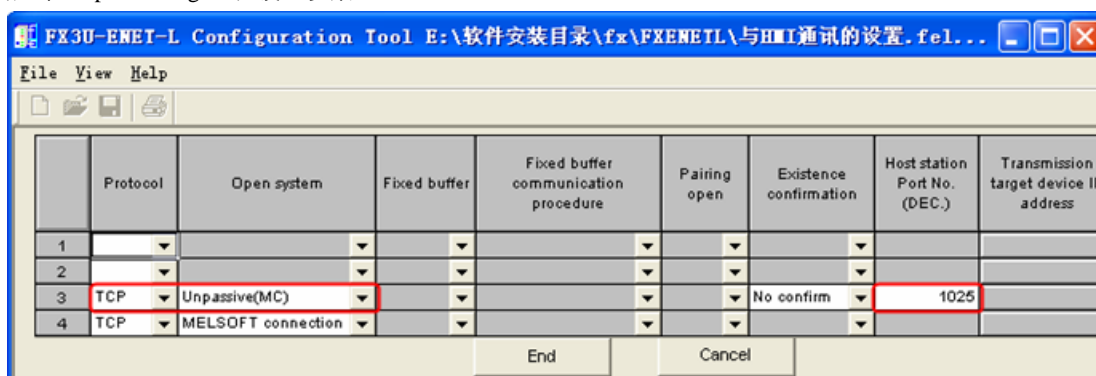 FX3U-ENET-L Configuration Tool E:\软件安装目录\fx\FXENETL\与HMI通讯的设置.fel...
File View Help
Protocol Open system Fixed buffer Fixed buffer communication procedure Pairing open Existence confirmation Host station Port No. (DEC.) Transmission target device address
1
2
3 TCP Unpassive(MC) No confirm 1025
4 TCP MELSOFT connection
End Cancel